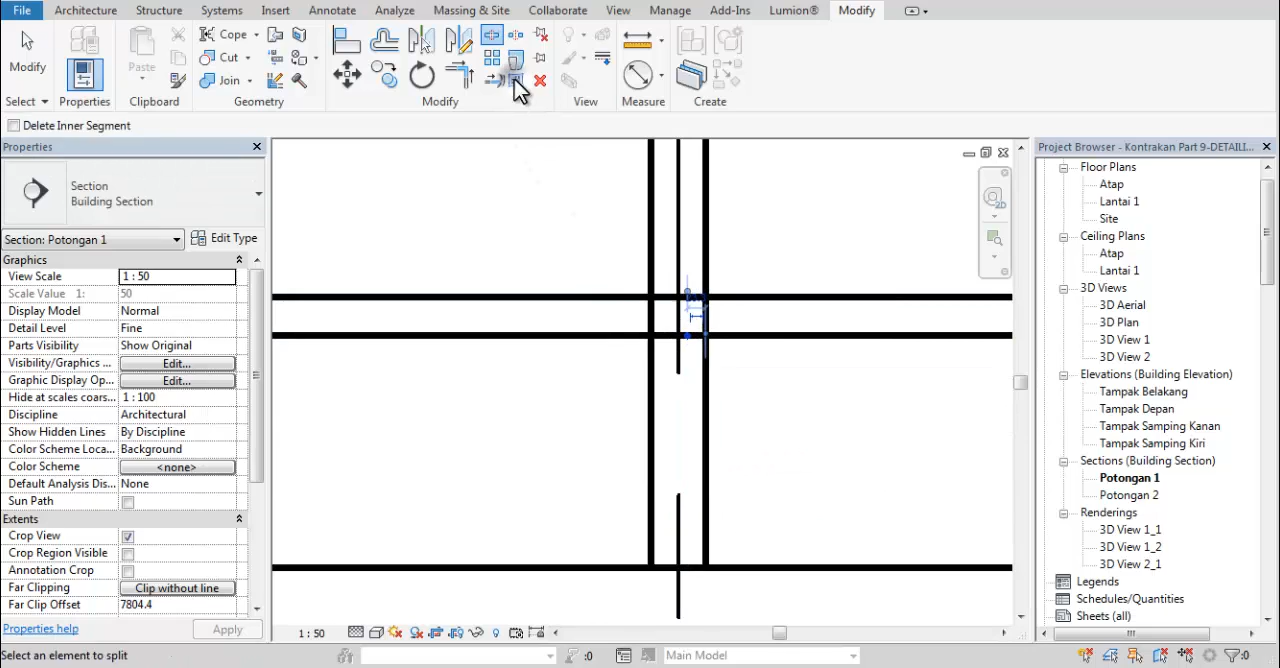 File Architecture Structure Systems Insert Annotate Analyze Massing & Site Collaborate View Manage Add-Ins Lumion® Modify
Modify
Paste
Cope
Cut
Join
Select Properties Clipboard Geometry Modify View Measure Create
Delete Inner Segment
Properties
Section
Building Section
Section: Potongan 1 Edit Type
Graphics
View Scale 1 : 50
Scale Value 1: 50
Display Model Normal
Detail Level Fine
Parts Visibility Show Original
Visibility/Graphics ... Edit...
Graphic Display Op... Edit...
Hide at scales coars... 1 : 100
Discipline Architectural
Show Hidden Lines By Discipline
Color Scheme Loca... Background
Color Scheme <none>
Default Analysis Dis... None
Sun Path
Extents
Crop View
Crop Region Visible
Annotation Crop
Far Clipping Clip without line
Far Clip Offset 7804.4
Properties help Apply
2D
1 : 50
Project Browser - Kontrakan Part 9-DETAILI...
Floor Plans
Atap
Lantai 1
Site
Ceiling Plans
Atap
Lantai 1
3D Views
3D Aerial
3D Plan
3D View 1
3D View 2
Elevations (Building Elevation)
Tampak Belakang
Tampak Depan
Tampak Samping Kanan
Tampak Samping Kiri
Sections (Building Section)
Potongan 1
Potongan 2
Renderings
3D View 1_1
3D View 1_2
3D View 2_1
Legends
Schedules/Quantities
Sheets (all)
Select an element to split :0 Main Model :0